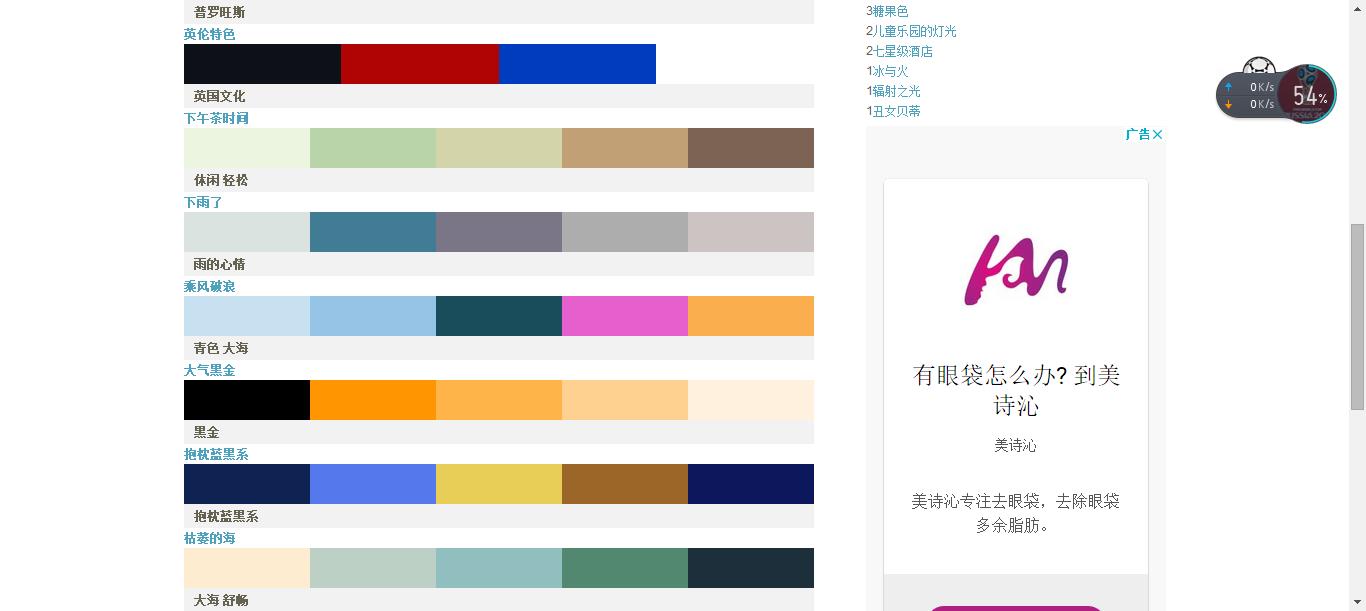 普罗旺斯
英伦特色
英国文化
下午茶时间
休闲 轻松
下雨了
雨的心情
乘风破浪
青色 大海
大气黑金
黑金
抱枕蓝黑系
抱枕蓝黑系
枯萎的海
大海 舒畅
3糖果色
2儿童乐园的灯光
2七星级酒店
1冰与火
1辐射之光
1丑女贝蒂
广告
有眼袋怎么办? 到美
诗沁
美诗沁
美诗沁专注去眼袋，去除眼袋
多余脂肪。
0K/s
0K/s
54%